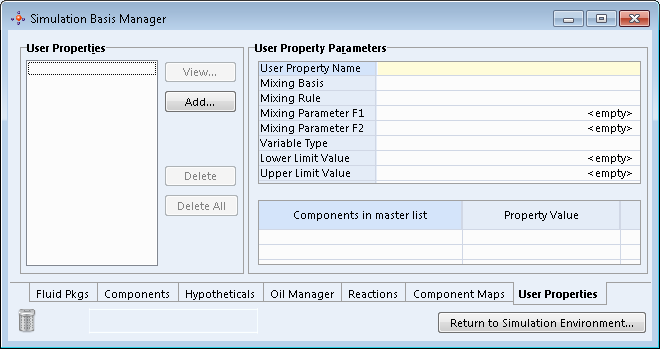 Simulation Basis Manager
User Properties
View...
Add...
Delete
Delete All
User Property Parameters
User Property Name
Mixing Basis
Mixing Rule
Mixing Parameter F1 <empty>
Mixing Parameter F2 <empty>
Variable Type
Lower Limit Value <empty>
Upper Limit Value <empty>
Components in master list Property Value
Fluid Pkgs Components Hypotheticals Oil Manager Reactions Component Maps User Properties
Return to Simulation Environment...